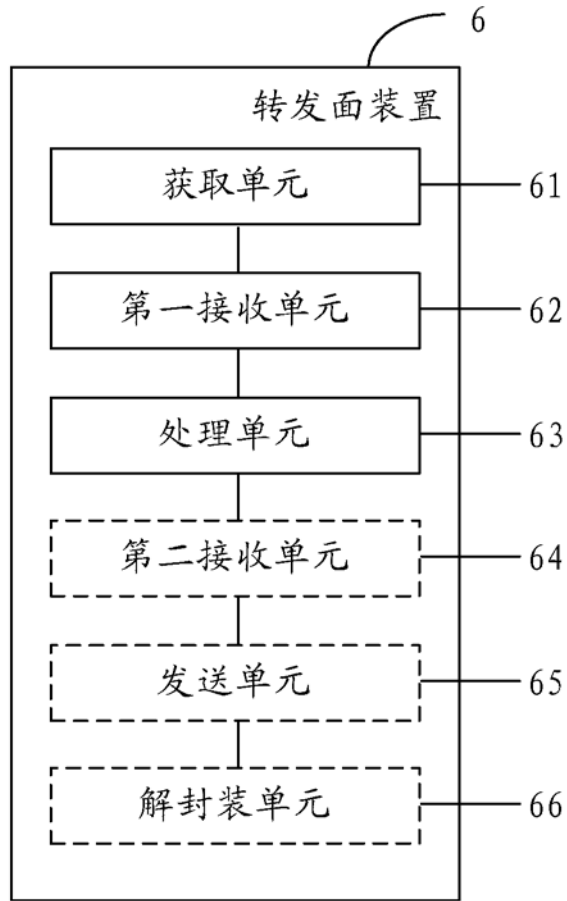 6
转发面装置
获取单元 61
第一接收单元 62
处理单元 63
第二接收单元 64
发送单元 65
解封装单元 66